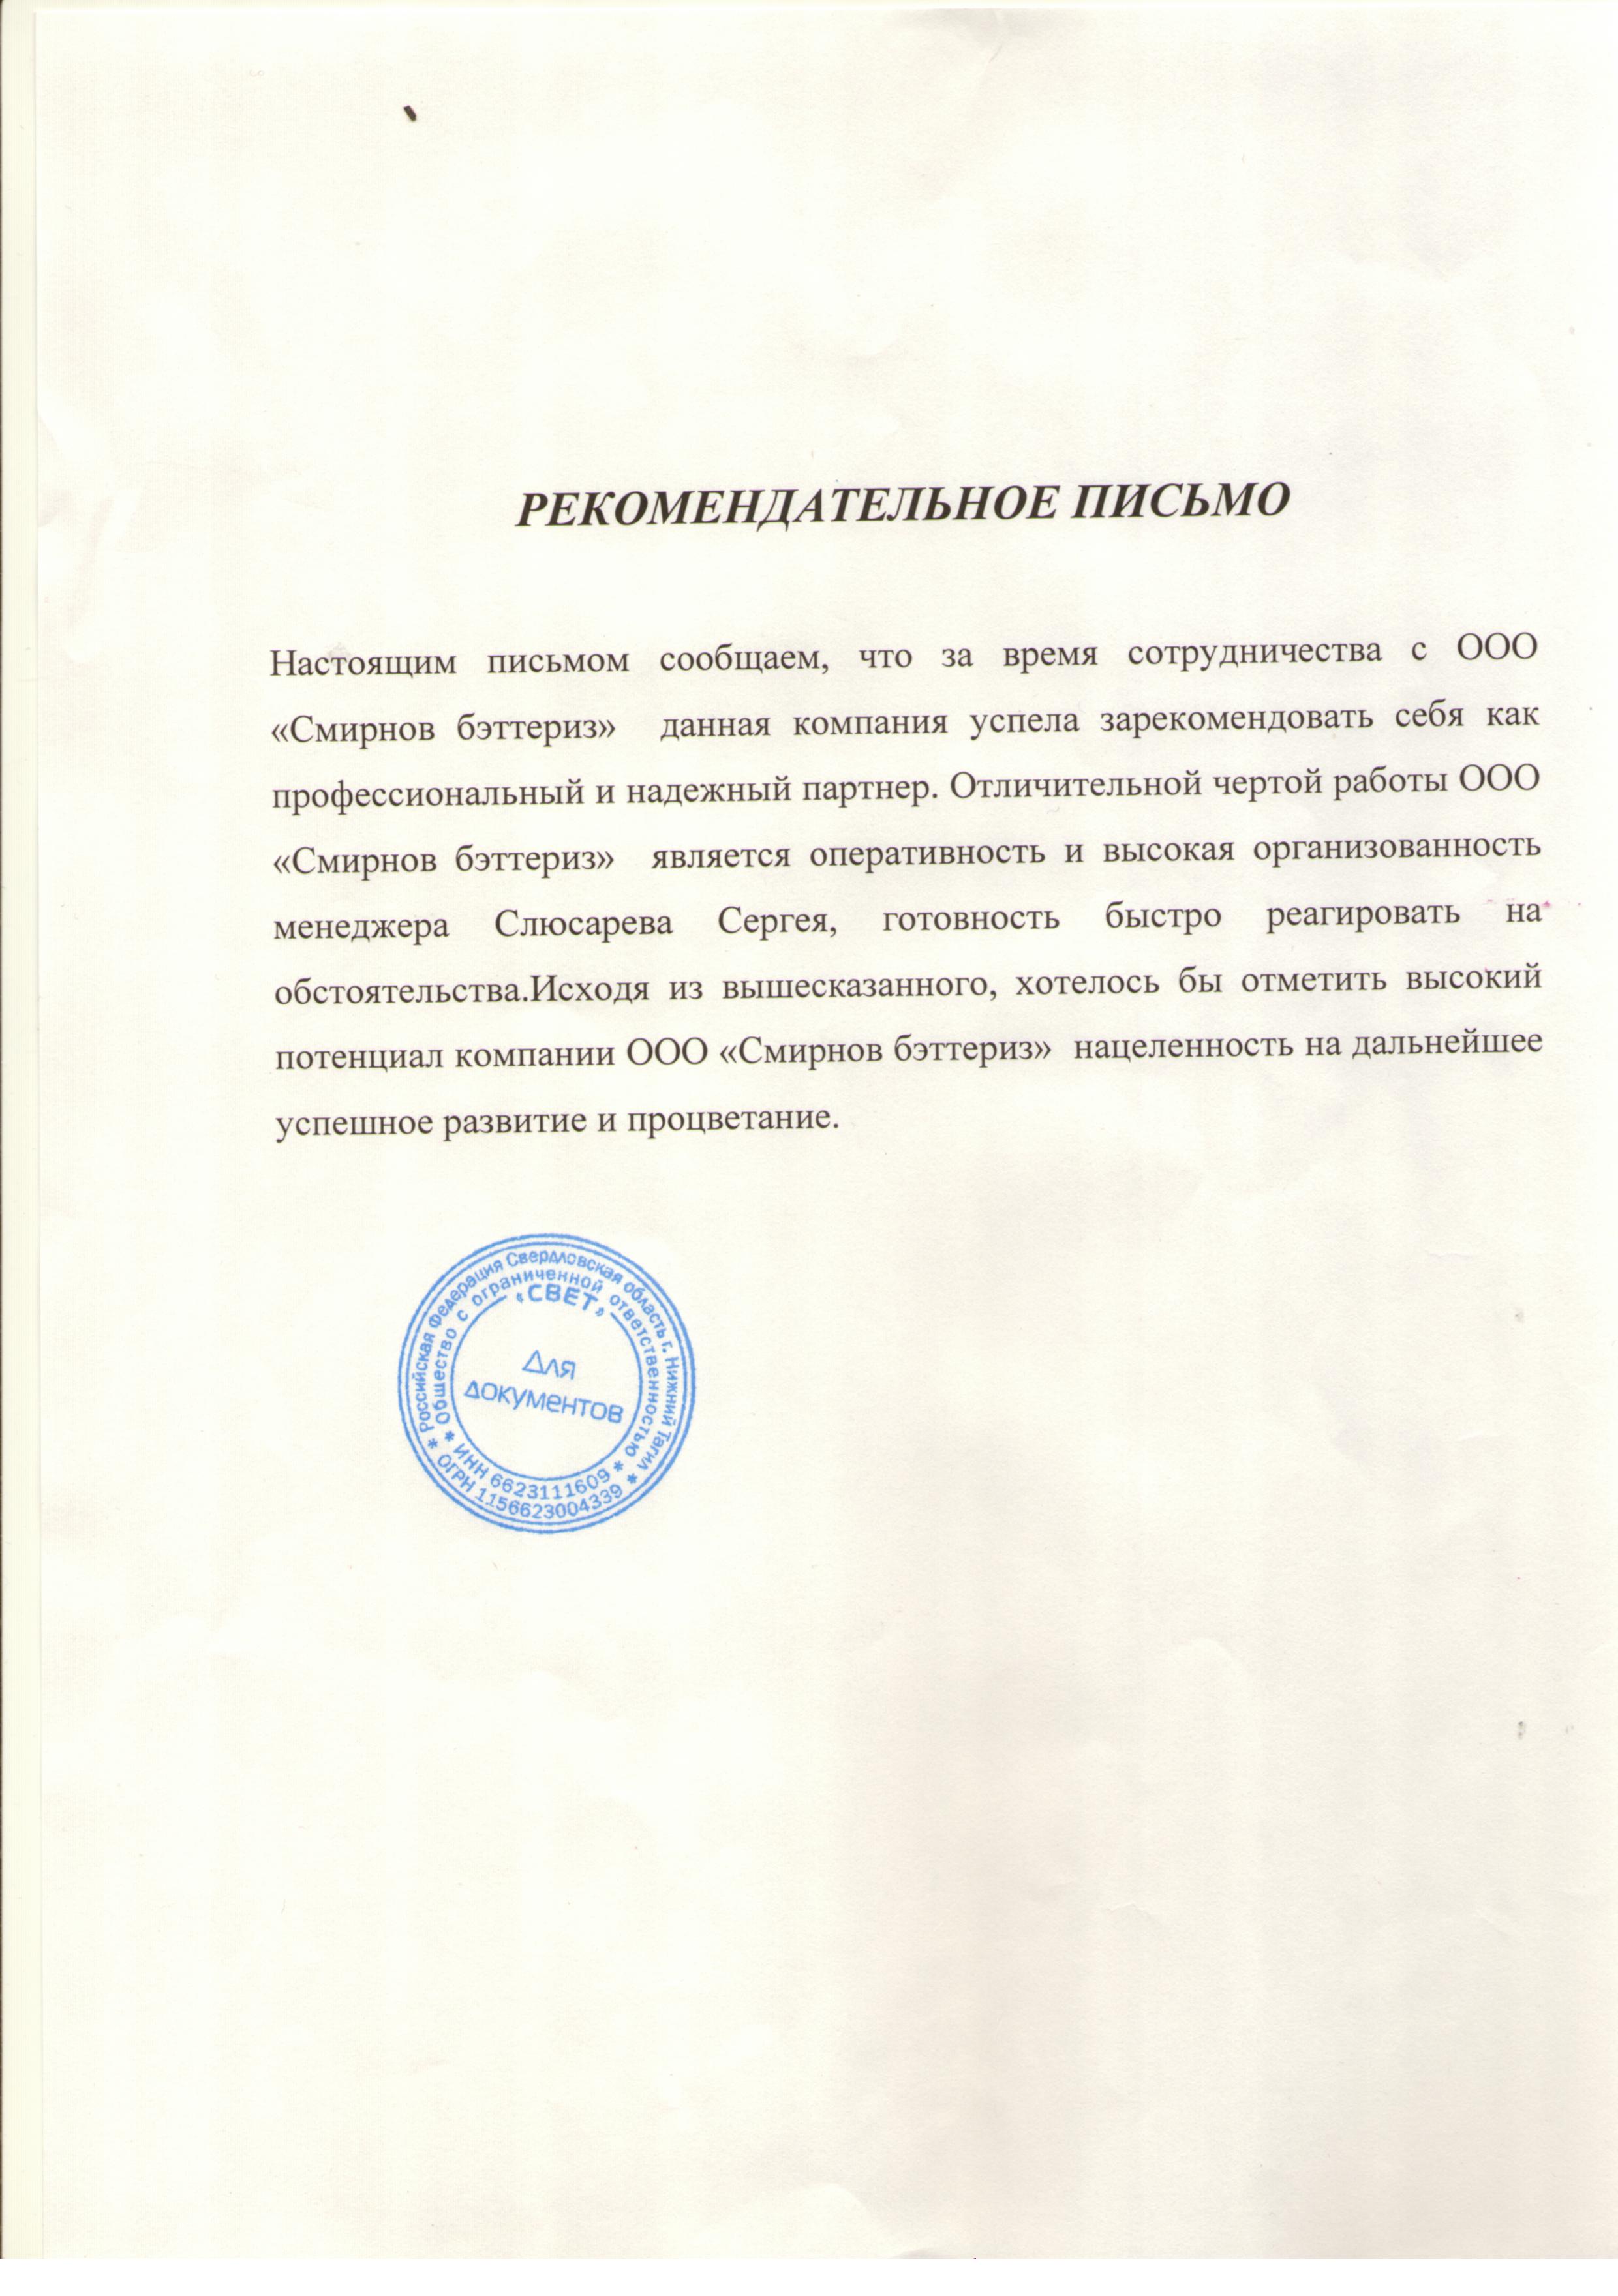 РЕКОМЕНДАТЕЛЬНОЕ ПИСЬМО
Настоящим письмом сообщаем, что за время сотрудничества с ООО
«Смирнов бэттериз» данная компания успела зарекомендовать себя как
профессиональный и надежный партнер. Отличительной чертой работы ООО
«Смирнов бэттериз» является оперативность и высокая организованность
менеджера Слюсарева Сергея, готовность быстро реагировать на
обстоятельства.Исходя из вышесказанного, хотелось бы отметить высокий
потенциал компании ООО «Смирнов бэттериз» нацеленность на дальнейшее
успешное развитие и процветание.
* Российская Федерация Свердловская область г. Нижний Тагил *
ОГРН 1156623004339
* Общество с ограниченной ответственностью *
ИНН 6623111609
«СВЕТ»
Для
документов